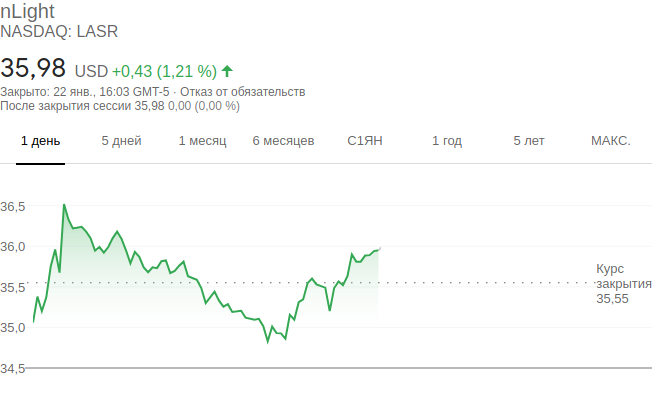 nLight
NASDAQ: LASR
35,98 USD +0,43 (1,21 %)
Закрыто: 22 янв., 16:03 GMT-5 · Отказ от обязательств
После закрытия сессии 35,98 0,00 (0,00 %)
1 день 5 дней 1 месяц 6 месяцев С1ЯН 1 год 5 лет МАКС.
36,5
36,0
Курс
35,5 закрытия
35,55
35,0
34,5